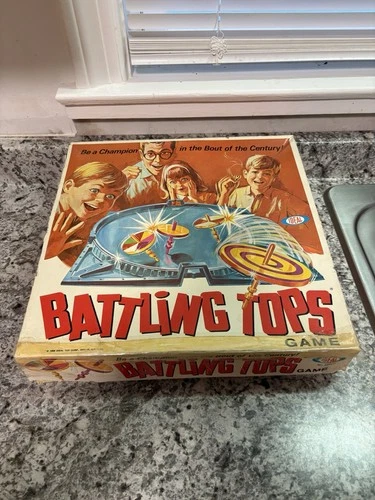 Be a Champion in the Bout of the Century!
IDEAL
BATTLING TOPS
GAME
BATTLING TOPS GAME